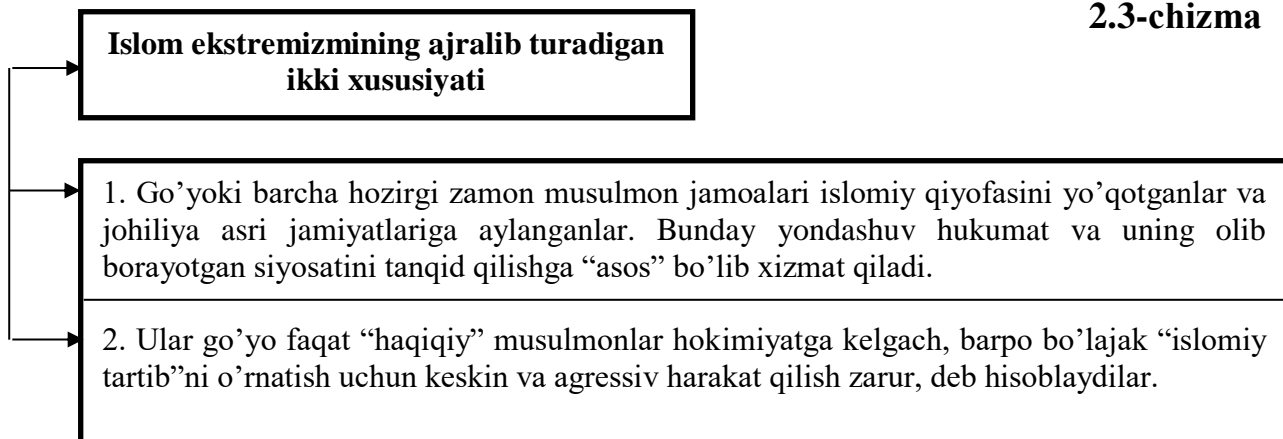 2.3-chizma
Islom ekstremizmining ajralib turadigan
ikki xususiyati
1. Go’yoki barcha hozirgi zamon musulmon jamoalari islomiy qiyofasini yo’qotganlar va
johiliya asri jamiyatlariga aylanganlar. Bunday yondashuv hukumat va uning olib
borayotgan siyosatini tanqid qilishga “asos” bo’lib xizmat qiladi.
2. Ular go’yo faqat “haqiqiy” musulmonlar hokimiyatga kelgach, barpo bo’lajak “islomiy
tartib”ni o’rnatish uchun keskin va agressiv harakat qilish zarur, deb hisoblaydilar.